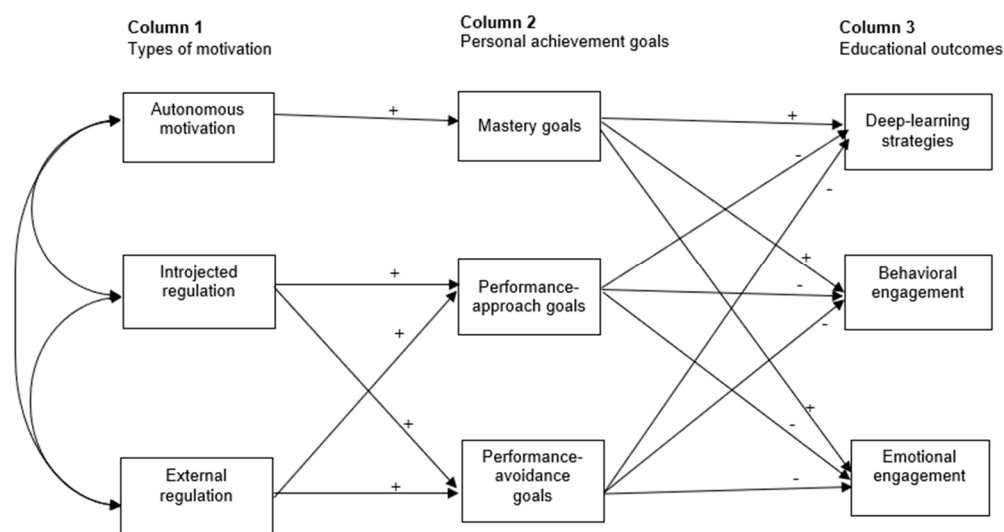 Column 1
Types of motivation
Column 2
Personal achievement goals
Column 3
Educational outcomes
Autonomous
motivation
+
Mastery goals
+
Deep-learning
strategies
-
-
Introjected
regulation
+
Performance-
approach goals
+
-
Behavioral
engagement
+
-
+
+
-
External
regulation
+
Performance-
avoidance
goals
-
Emotional
engagement